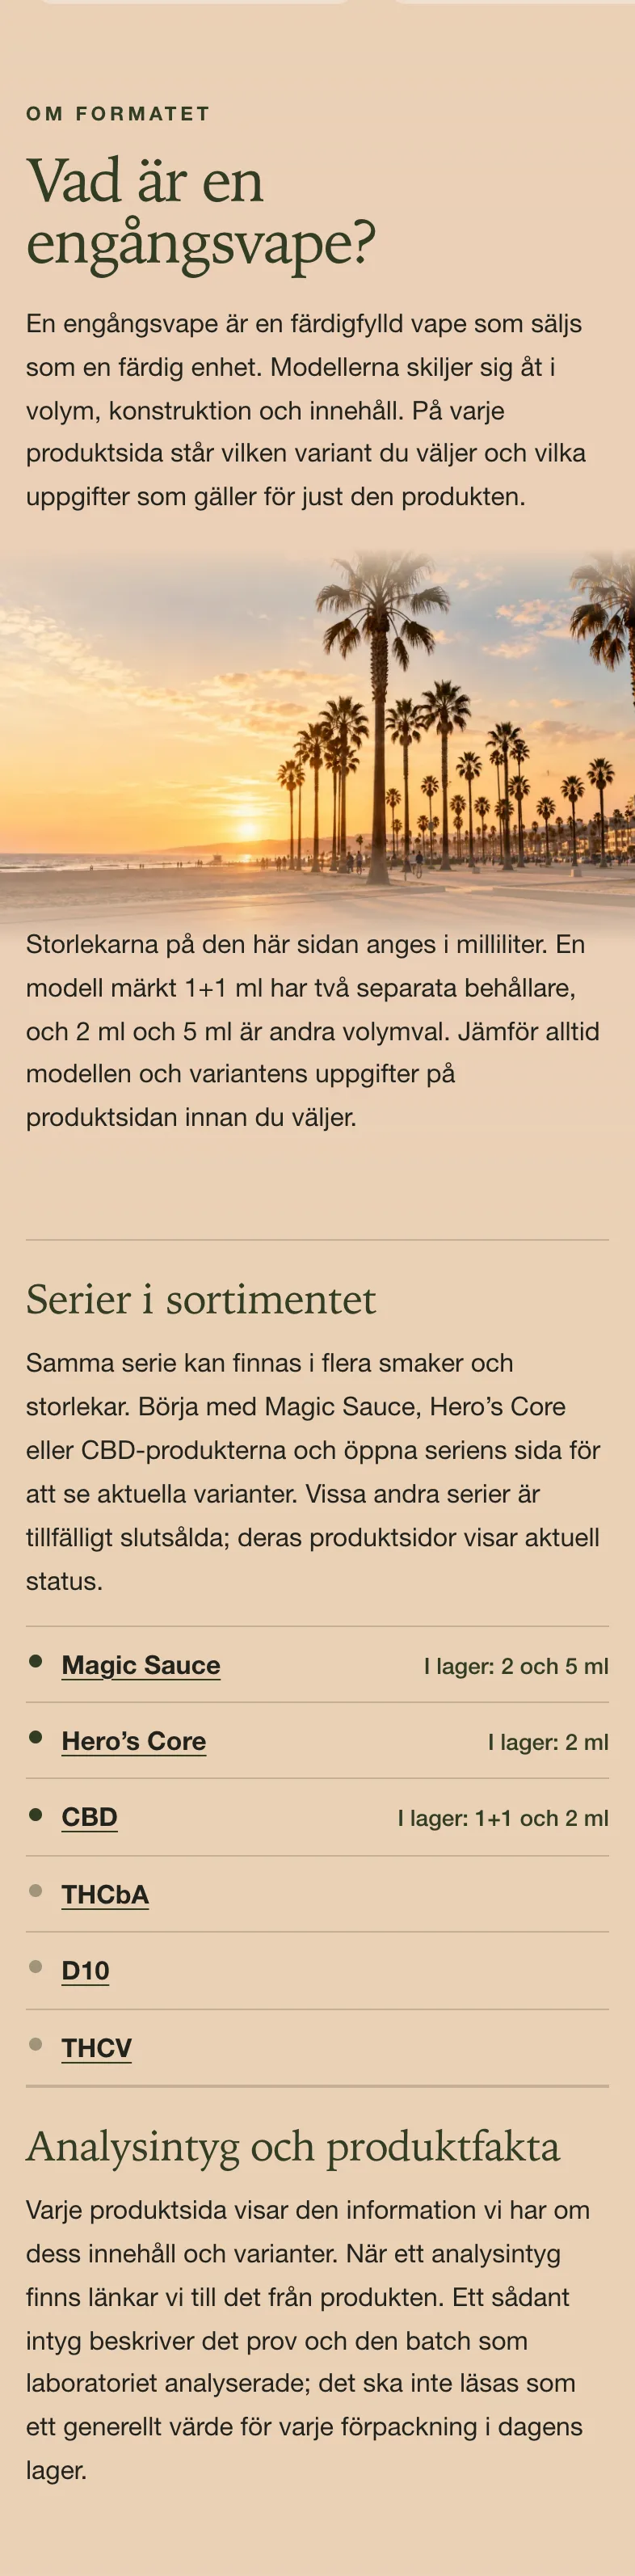 OM FORMATET
Vad är en
engångsvape?
En engångsvape är en färdigfylld vape som säljs
som en färdig enhet. Modellerna skiljer sig åt i
volym, konstruktion och innehåll. På varje
produktsida står vilken variant du väljer och vilka
uppgifter som gäller för just den produkten.
Storlekarna på den här sidan anges i milliliter. En
modell märkt 1+1 ml har två separata behållare,
och 2 ml och 5 ml är andra volymval. Jämför alltid
modellen och variantens uppgifter på
produktsidan innan du väljer.
Serier i sortimentet
Samma serie kan finnas i flera smaker och
storlekar. Börja med Magic Sauce, Hero’s Core
eller CBD-produkterna och öppna seriens sida för
att se aktuella varianter. Vissa andra serier är
tillfälligt slutsålda; deras produktsidor visar aktuell
status.
Magic Sauce I lager: 2 och 5 ml
Hero’s Core I lager: 2 ml
CBD I lager: 1+1 och 2 ml
THCbA
D10
THCV
Analysintyg och produktfakta
Varje produktsida visar den information vi har om
dess innehåll och varianter. När ett analysintyg
finns länkar vi till det från produkten. Ett sådant
intyg beskriver det prov och den batch som
laboratoriet analyserade; det ska inte läsas som
ett generellt värde för varje förpackning i dagens
lager.